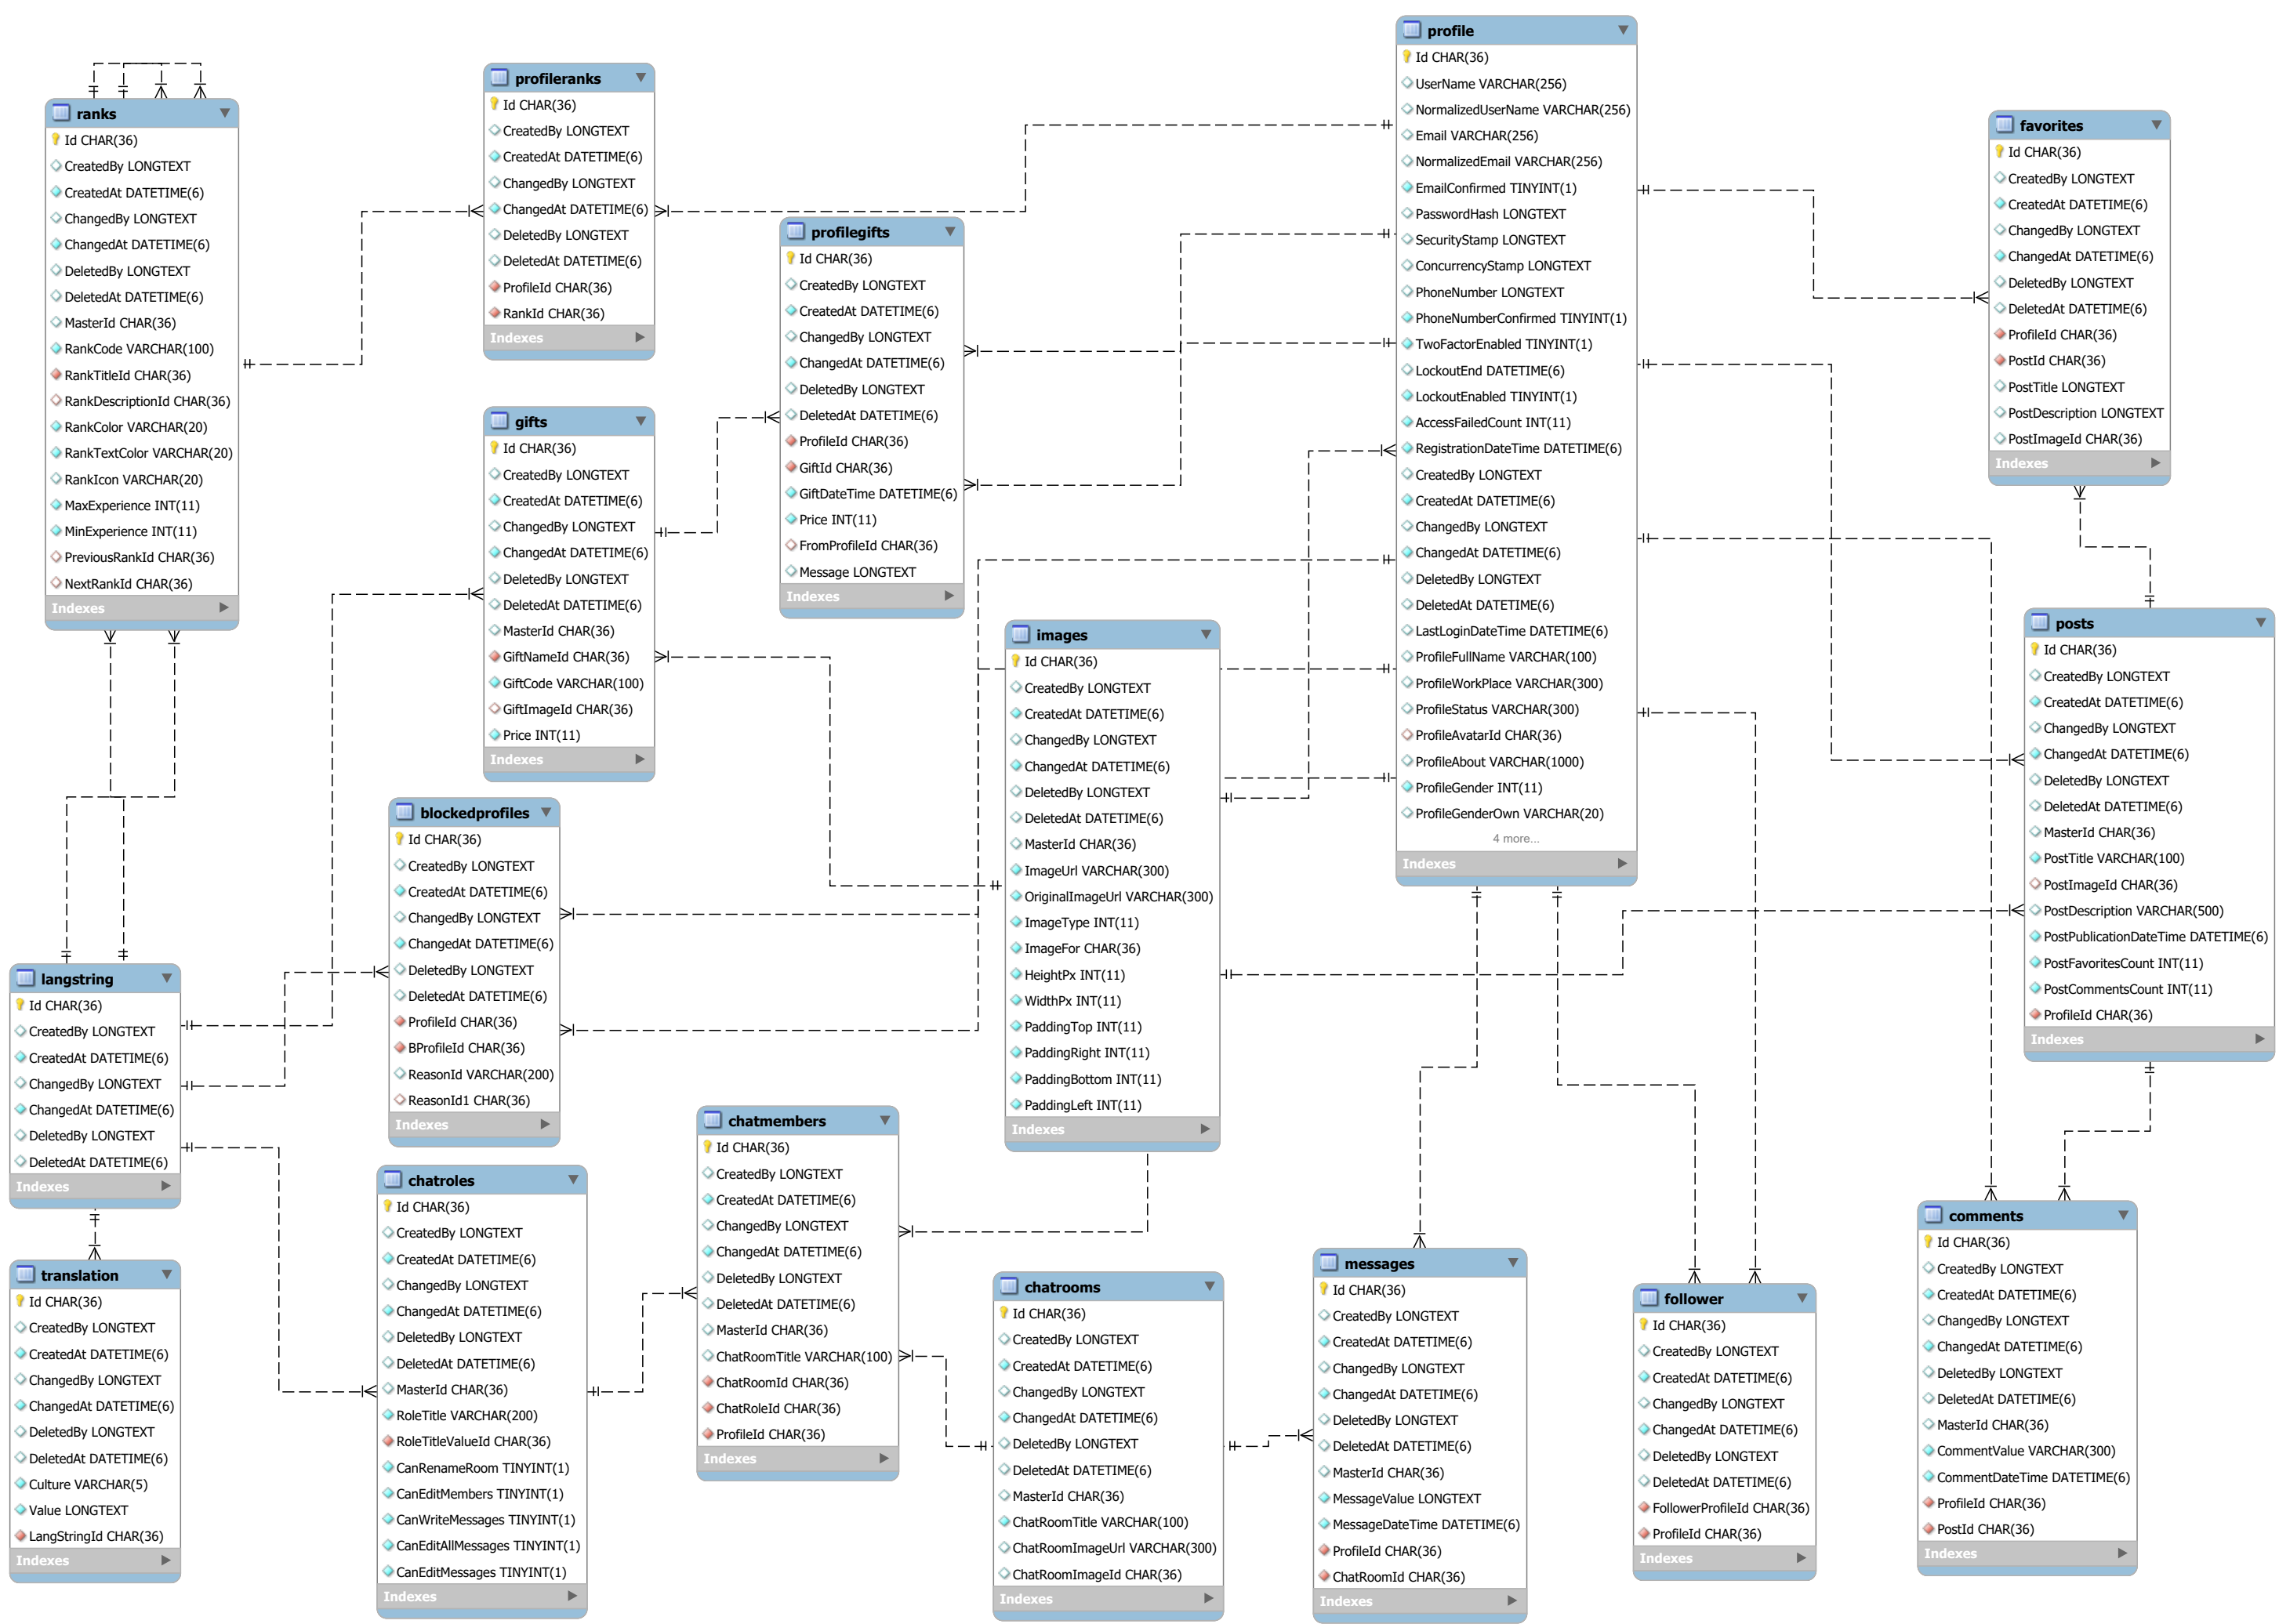 ranks
Id CHAR(36)
CreatedBy LONGTEXT
CreatedAt DATETIME(6)
ChangedBy LONGTEXT
ChangedAt DATETIME(6)
DeletedBy LONGTEXT
DeletedAt DATETIME(6)
MasterId CHAR(36)
RankCode VARCHAR(100)
RankTitleId CHAR(36)
RankDescriptionId CHAR(36)
RankColor VARCHAR(20)
RankTextColor VARCHAR(20)
RankIcon VARCHAR(20)
MaxExperience INT(11)
MinExperience INT(11)
PreviousRankId CHAR(36)
NextRankId CHAR(36)
Indexes
profileranks
Id CHAR(36)
CreatedBy LONGTEXT
CreatedAt DATETIME(6)
ChangedBy LONGTEXT
ChangedAt DATETIME(6)
DeletedBy LONGTEXT
DeletedAt DATETIME(6)
ProfileId CHAR(36)
RankId CHAR(36)
Indexes
profilegifts
Id CHAR(36)
CreatedBy LONGTEXT
CreatedAt DATETIME(6)
ChangedBy LONGTEXT
ChangedAt DATETIME(6)
DeletedBy LONGTEXT
DeletedAt DATETIME(6)
ProfileId CHAR(36)
GiftId CHAR(36)
GiftDateTime DATETIME(6)
Price INT(11)
FromProfileId CHAR(36)
Message LONGTEXT
Indexes
profile
Id CHAR(36)
UserName VARCHAR(256)
NormalizedUserName VARCHAR(256)
Email VARCHAR(256)
NormalizedEmail VARCHAR(256)
EmailConfirmed TINYINT(1)
PasswordHash LONGTEXT
SecurityStamp LONGTEXT
ConcurrencyStamp LONGTEXT
PhoneNumber LONGTEXT
PhoneNumberConfirmed TINYINT(1)
TwoFactorEnabled TINYINT(1)
LockoutEnd DATETIME(6)
LockoutEnabled TINYINT(1)
AccessFailedCount INT(11)
RegistrationDateTime DATETIME(6)
CreatedBy LONGTEXT
CreatedAt DATETIME(6)
ChangedBy LONGTEXT
ChangedAt DATETIME(6)
DeletedBy LONGTEXT
DeletedAt DATETIME(6)
LastLoginDateTime DATETIME(6)
ProfileFullName VARCHAR(100)
ProfileWorkPlace VARCHAR(300)
ProfileStatus VARCHAR(300)
ProfileAvatarId CHAR(36)
ProfileAbout VARCHAR(1000)
ProfileGender INT(11)
ProfileGenderOwn VARCHAR(20)
4 more...
Indexes
favorites
Id CHAR(36)
CreatedBy LONGTEXT
CreatedAt DATETIME(6)
ChangedBy LONGTEXT
ChangedAt DATETIME(6)
DeletedBy LONGTEXT
DeletedAt DATETIME(6)
ProfileId CHAR(36)
PostId CHAR(36)
PostTitle LONGTEXT
PostDescription LONGTEXT
PostImageId CHAR(36)
Indexes
gifts
Id CHAR(36)
CreatedBy LONGTEXT
CreatedAt DATETIME(6)
ChangedBy LONGTEXT
ChangedAt DATETIME(6)
DeletedBy LONGTEXT
DeletedAt DATETIME(6)
MasterId CHAR(36)
GiftNameId CHAR(36)
GiftCode VARCHAR(100)
GiftImageId CHAR(36)
Price INT(11)
Indexes
images
Id CHAR(36)
CreatedBy LONGTEXT
CreatedAt DATETIME(6)
ChangedBy LONGTEXT
ChangedAt DATETIME(6)
DeletedBy LONGTEXT
DeletedAt DATETIME(6)
MasterId CHAR(36)
ImageUrl VARCHAR(300)
OriginalImageUrl VARCHAR(300)
ImageType INT(11)
ImageFor CHAR(36)
HeightPx INT(11)
WidthPx INT(11)
PaddingTop INT(11)
PaddingRight INT(11)
PaddingBottom INT(11)
PaddingLeft INT(11)
Indexes
posts
Id CHAR(36)
CreatedBy LONGTEXT
CreatedAt DATETIME(6)
ChangedBy LONGTEXT
ChangedAt DATETIME(6)
DeletedBy LONGTEXT
DeletedAt DATETIME(6)
MasterId CHAR(36)
PostTitle VARCHAR(100)
PostImageId CHAR(36)
PostDescription VARCHAR(500)
PostPublicationDateTime DATETIME(6)
PostFavoritesCount INT(11)
PostCommentsCount INT(11)
ProfileId CHAR(36)
Indexes
blockedprofiles
Id CHAR(36)
CreatedBy LONGTEXT
CreatedAt DATETIME(6)
ChangedBy LONGTEXT
ChangedAt DATETIME(6)
DeletedBy LONGTEXT
DeletedAt DATETIME(6)
ProfileId CHAR(36)
BProfileId CHAR(36)
ReasonId VARCHAR(200)
ReasonId1 CHAR(36)
Indexes
langstring
Id CHAR(36)
CreatedBy LONGTEXT
CreatedAt DATETIME(6)
ChangedBy LONGTEXT
ChangedAt DATETIME(6)
DeletedBy LONGTEXT
DeletedAt DATETIME(6)
Indexes
translation
Id CHAR(36)
CreatedBy LONGTEXT
CreatedAt DATETIME(6)
ChangedBy LONGTEXT
ChangedAt DATETIME(6)
DeletedBy LONGTEXT
DeletedAt DATETIME(6)
Culture VARCHAR(5)
Value LONGTEXT
LangStringId CHAR(36)
Indexes
chatroles
Id CHAR(36)
CreatedBy LONGTEXT
CreatedAt DATETIME(6)
ChangedBy LONGTEXT
ChangedAt DATETIME(6)
DeletedBy LONGTEXT
DeletedAt DATETIME(6)
MasterId CHAR(36)
RoleTitle VARCHAR(200)
RoleTitleValueId CHAR(36)
CanRenameRoom TINYINT(1)
CanEditMembers TINYINT(1)
CanWriteMessages TINYINT(1)
CanEditAllMessages TINYINT(1)
CanEditMessages TINYINT(1)
Indexes
chatmembers
Id CHAR(36)
CreatedBy LONGTEXT
CreatedAt DATETIME(6)
ChangedBy LONGTEXT
ChangedAt DATETIME(6)
DeletedBy LONGTEXT
DeletedAt DATETIME(6)
MasterId CHAR(36)
ChatRoomTitle VARCHAR(100)
ChatRoomId CHAR(36)
ChatRoleId CHAR(36)
ProfileId CHAR(36)
Indexes
chatrooms
Id CHAR(36)
CreatedBy LONGTEXT
CreatedAt DATETIME(6)
ChangedBy LONGTEXT
ChangedAt DATETIME(6)
DeletedBy LONGTEXT
DeletedAt DATETIME(6)
MasterId CHAR(36)
ChatRoomTitle VARCHAR(100)
ChatRoomImageUrl VARCHAR(300)
ChatRoomImageId CHAR(36)
Indexes
messages
Id CHAR(36)
CreatedBy LONGTEXT
CreatedAt DATETIME(6)
ChangedBy LONGTEXT
ChangedAt DATETIME(6)
DeletedBy LONGTEXT
DeletedAt DATETIME(6)
MasterId CHAR(36)
MessageValue LONGTEXT
MessageDateTime DATETIME(6)
ProfileId CHAR(36)
ChatRoomId CHAR(36)
Indexes
follower
Id CHAR(36)
CreatedBy LONGTEXT
CreatedAt DATETIME(6)
ChangedBy LONGTEXT
ChangedAt DATETIME(6)
DeletedBy LONGTEXT
DeletedAt DATETIME(6)
FollowerProfileId CHAR(36)
ProfileId CHAR(36)
Indexes
comments
Id CHAR(36)
CreatedBy LONGTEXT
CreatedAt DATETIME(6)
ChangedBy LONGTEXT
ChangedAt DATETIME(6)
DeletedBy LONGTEXT
DeletedAt DATETIME(6)
MasterId CHAR(36)
CommentValue VARCHAR(300)
CommentDateTime DATETIME(6)
ProfileId CHAR(36)
PostId CHAR(36)
Indexes